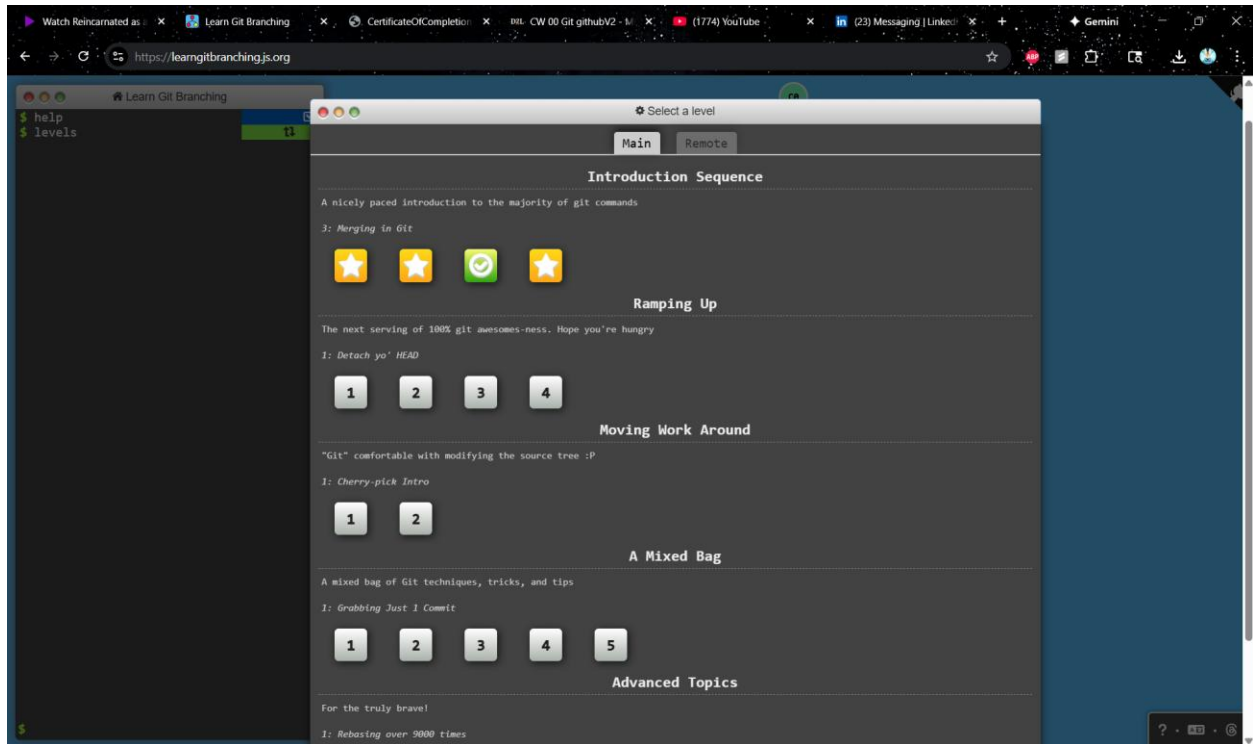 Watch Reincarnated as a
Learn Git Branching
CertificateOfCompletion
D2L CW 00 Git githubV2 - M
(1774) YouTube
in (23) Messaging | Linked
Gemini
https://learngitbranching.js.org
ABP
Learn Git Branching
$ help
$ levels
$
ce
Select a level
Main Remote
Introduction Sequence
A nicely paced introduction to the majority of git commands
3: Merging in Git
Ramping Up
The next serving of 100% git awesomes-ness. Hope you're hungry
1: Detach yo' HEAD
1 2 3 4
Moving Work Around
"Git" comfortable with modifying the source tree :P
1: Cherry-pick Intro
1 2
A Mixed Bag
A mixed bag of Git techniques, tricks, and tips
1: Grabbing Just 1 Commit
1 2 3 4 5
Advanced Topics
For the truly brave!
1: Rebasing over 9000 times
?